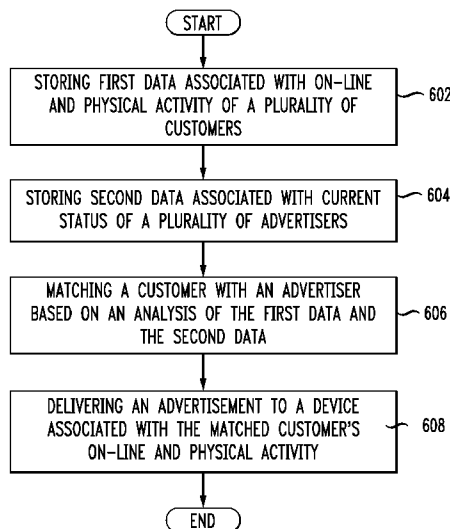 START
STORING FIRST DATA ASSOCIATED WITH ON-LINE
AND PHYSICAL ACTIVITY OF A PLURALITY OF
CUSTOMERS
602
STORING SECOND DATA ASSOCIATED WITH CURRENT
STATUS OF A PLURALITY OF ADVERTISERS
604
MATCHING A CUSTOMER WITH AN ADVERTISER
BASED ON AN ANALYSIS OF THE FIRST DATA AND
THE SECOND DATA
606
DELIVERING AN ADVERTISEMENT TO A DEVICE
ASSOCIATED WITH THE MATCHED CUSTOMER'S
ON-LINE AND PHYSICAL ACTIVITY
608
END